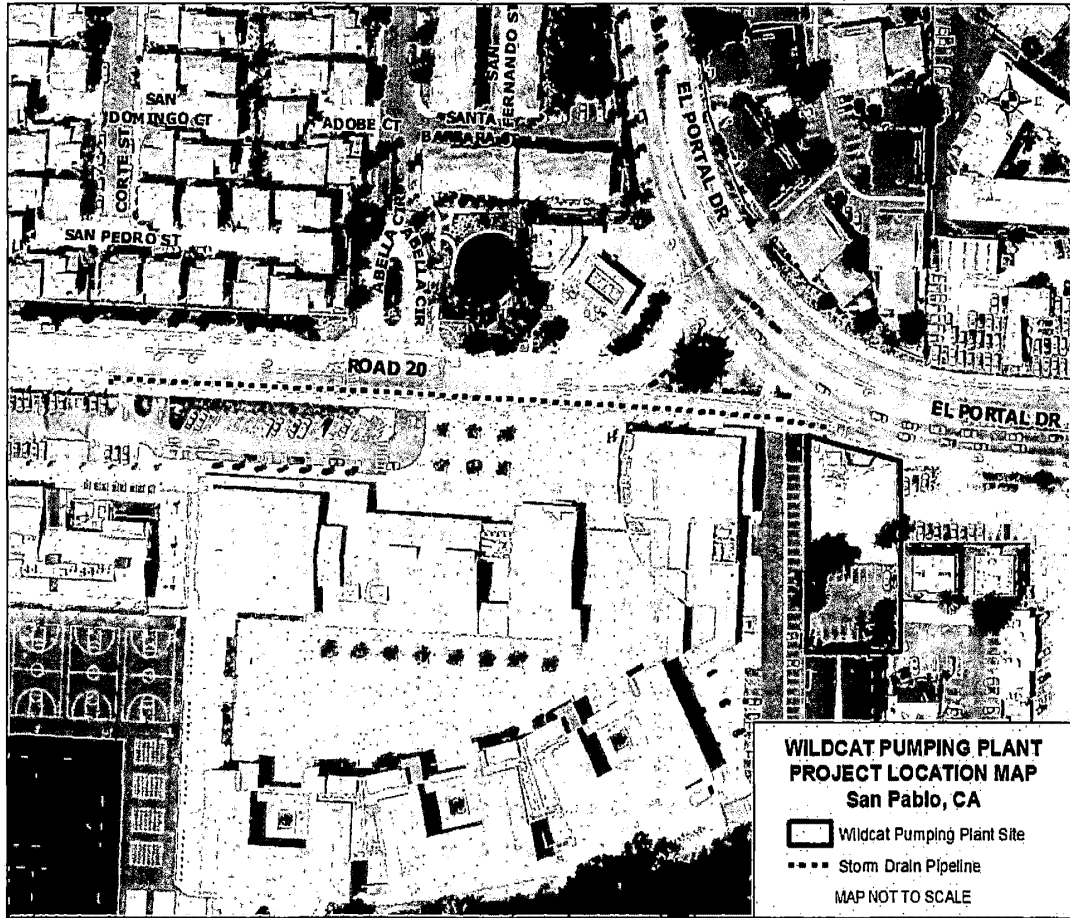 SAN
FERNANDO ST
SAN
DOMINGO CT
ADOBE CT
SANTA
BARBARA ST
EL PORTAL DR
CORTE ST
SAN PEDRO ST
ABELLA CIR
ABELLA CIR
ROAD 20
EL PORTAL DR
WILDCAT PUMPING PLANT
PROJECT LOCATION MAP
San Pablo, CA
Wildcat Pumping Plant Site
Storm Drain Pipeline
MAP NOT TO SCALE